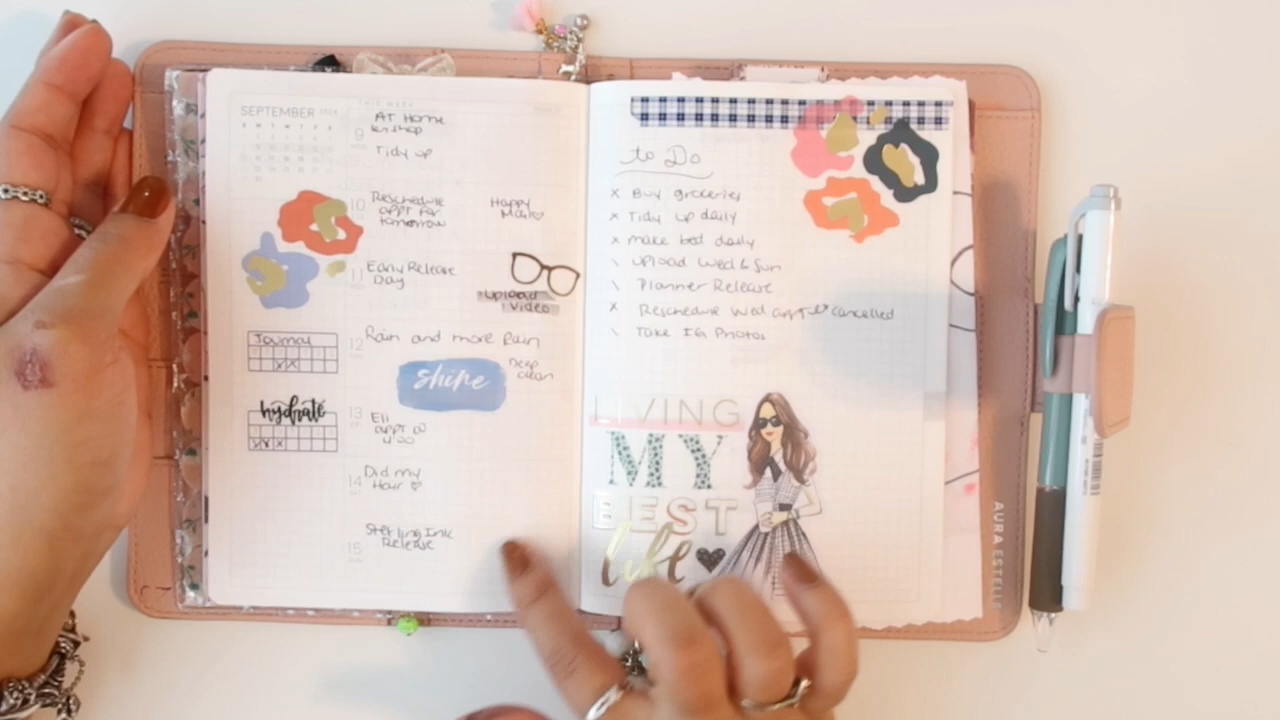 SEPTEMBER
THIS WEEK
9
AT Home
Tidy up
10
Reschedule
appt for
tomorrow
Happy
Mail
11
Early Release
Day
Upload
Video
12
Rain and more Rain
shine
Deep
clean
Journal
13
Eli
appt @
4:00
hydrate
14
Did my
Hair
15
Sterling Ink
Release
to Do
x Buy groceries
x Tidy up daily
x make bed daily
\ upload Wed & Sun
\ Planner Release
x Reschedule Wed appt cancelled
\ Take IG Photos
LIVING
MY
BEST
life
AURA ESTELLE